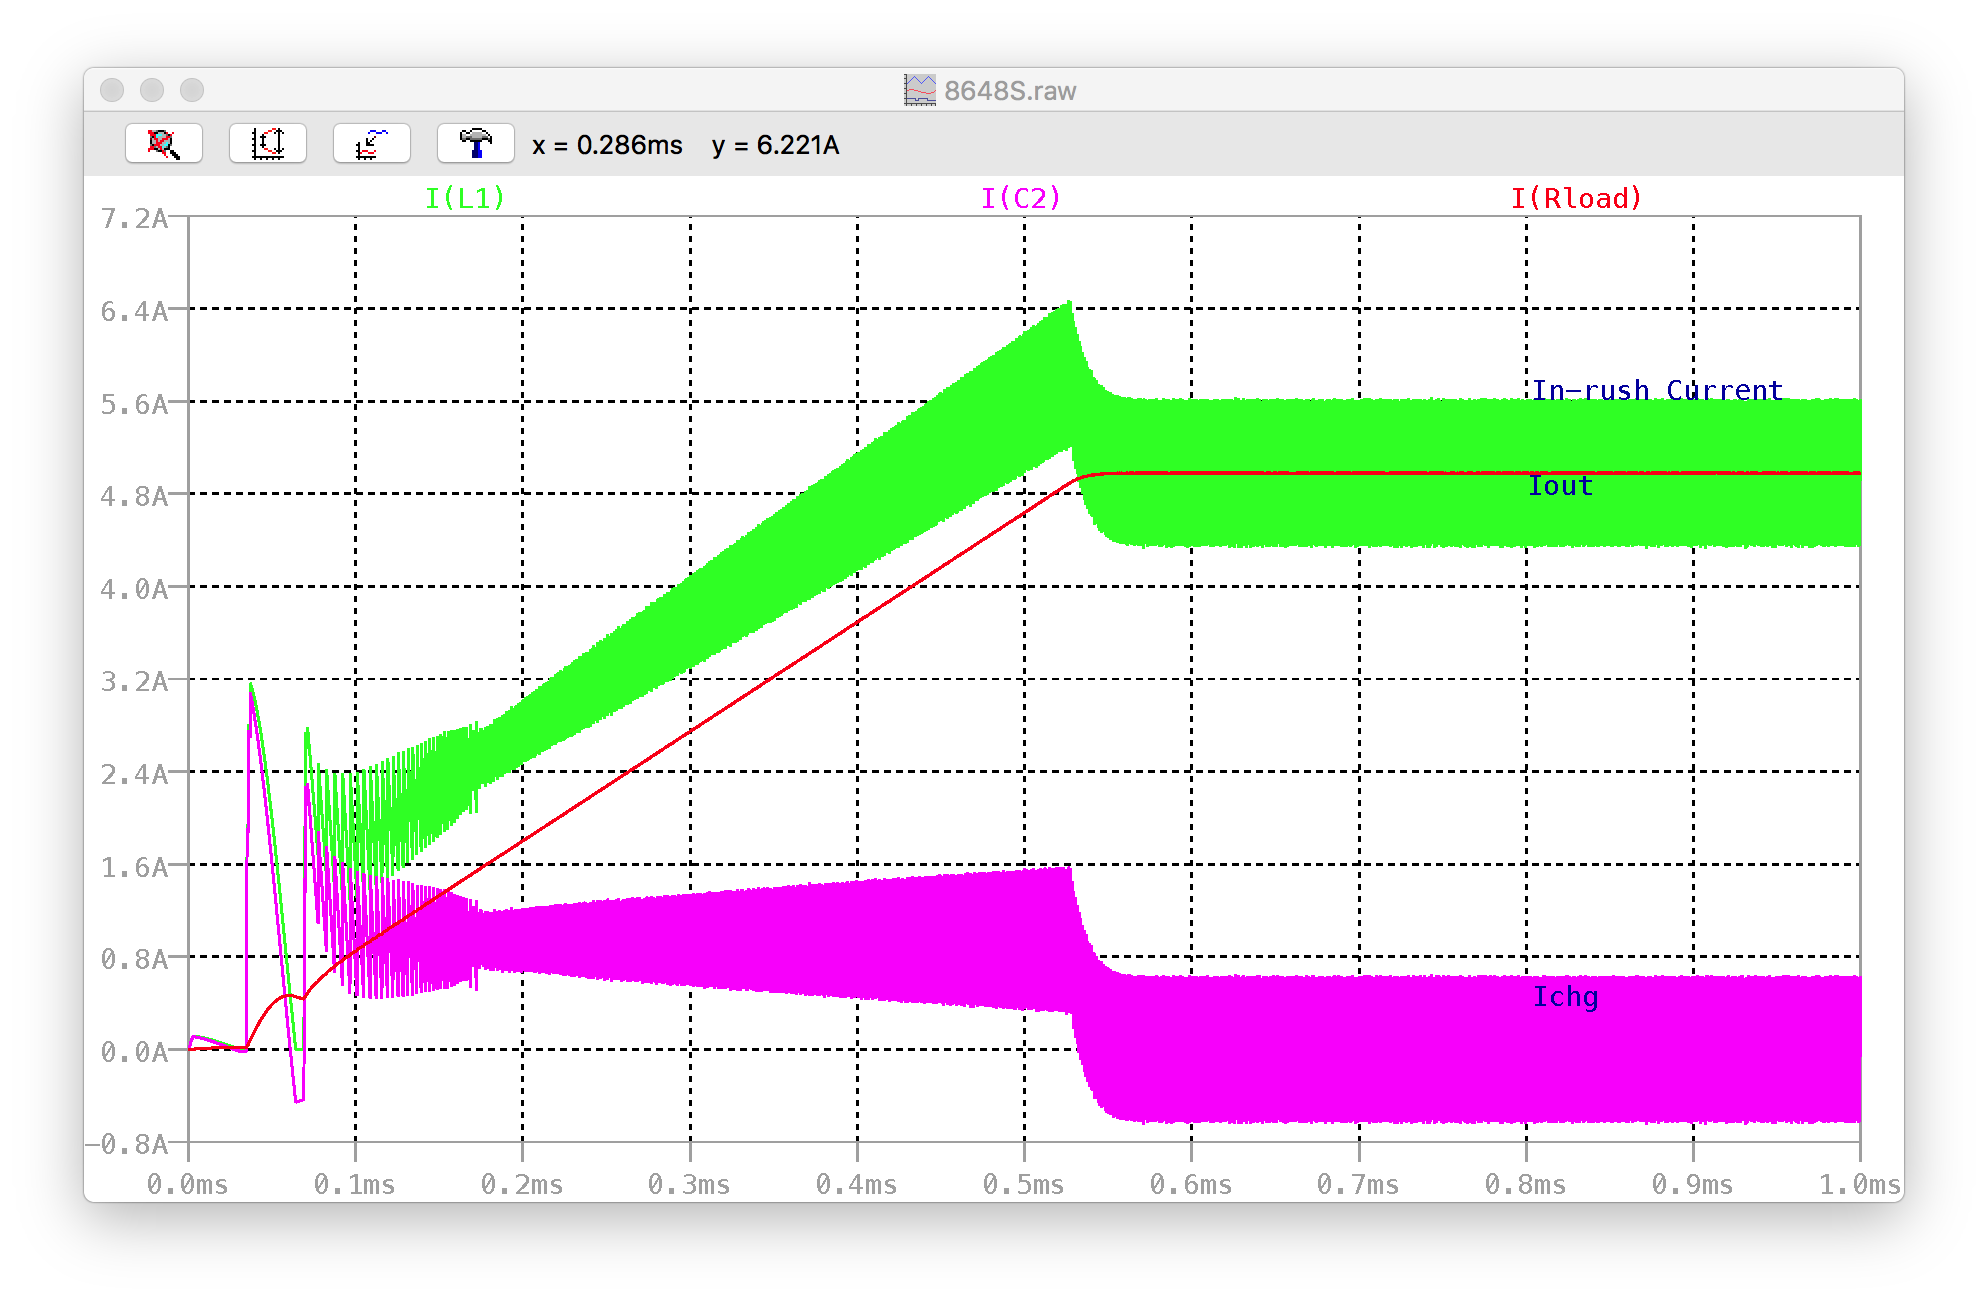 8648S.raw
x = 0.286ms y = 6.221A
I(L1) I(C2) I(Rload)
7.2A
6.4A
In-rush Current
5.6A
4.8A
Iout
4.0A
3.2A
2.4A
1.6A
0.8A
Ichg
0.0A
-0.8A
0.0ms 0.1ms 0.2ms 0.3ms 0.4ms 0.5ms 0.6ms 0.7ms 0.8ms 0.9ms 1.0ms